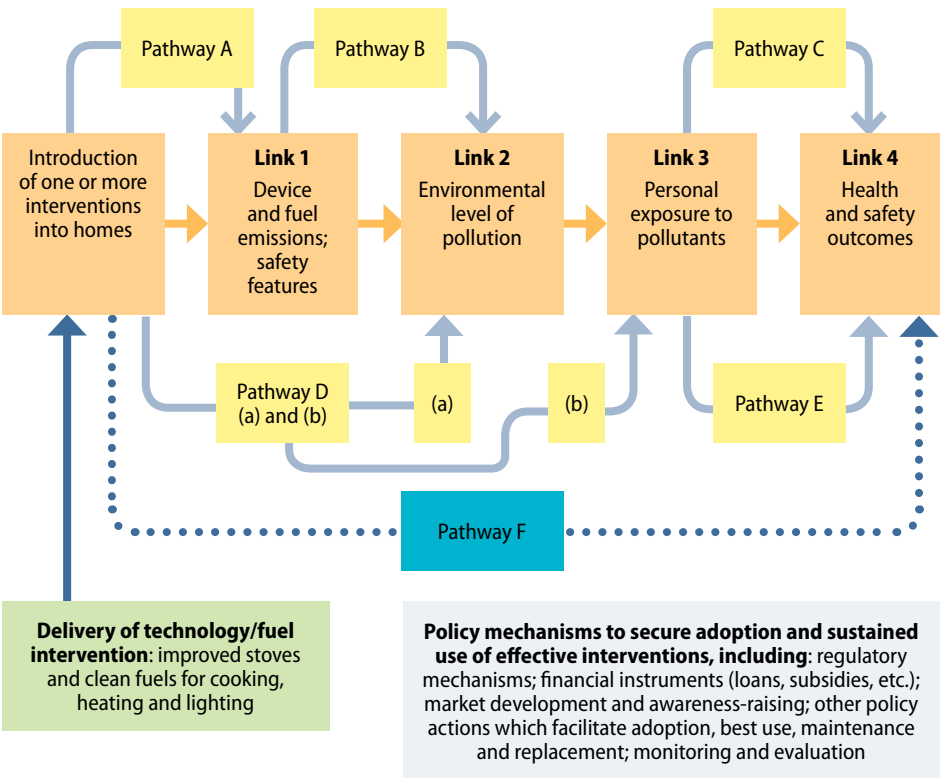 Pathway A
Pathway B
Pathway C
Introduction
of one or more
interventions
into homes
Link 1
Device
and fuel
emissions;
safety
features
Link 2
Environmental
level of
pollution
Link 3
Personal
exposure to
pollutants
Link 4
Health
and safety
outcomes
Pathway D
(a) and (b)
(a)
(b)
Pathway E
Pathway F
Delivery of technology/fuel
intervention: improved stoves
and clean fuels for cooking,
heating and lighting
Policy mechanisms to secure adoption and sustained
use of effective interventions, including: regulatory
mechanisms; financial instruments (loans, subsidies, etc.);
market development and awareness-raising; other policy
actions which facilitate adoption, best use, maintenance
and replacement; monitoring and evaluation